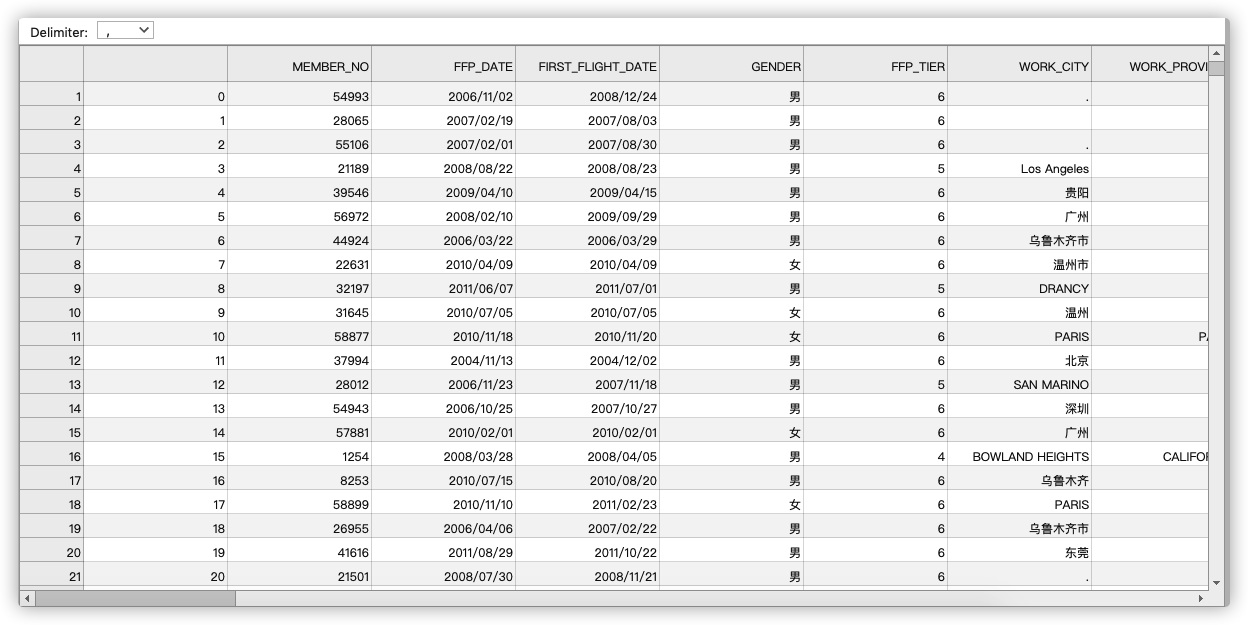 Delimiter: ,
MEMBER_NO FFP_DATE FIRST_FLIGHT_DATE GENDER FFP_TIER WORK_CITY WORK_PROVI
1 0 54993 2006/11/02 2008/12/24 男 6 .
2 1 28065 2007/02/19 2007/08/03 男 6
3 2 55106 2007/02/01 2007/08/30 男 6 .
4 3 21189 2008/08/22 2008/08/23 男 5 Los Angeles
5 4 39546 2009/04/10 2009/04/15 男 6 贵阳
6 5 56972 2008/02/10 2009/09/29 男 6 广州
7 6 44924 2006/03/22 2006/03/29 男 6 乌鲁木齐市
8 7 22631 2010/04/09 2010/04/09 女 6 温州市
9 8 32197 2011/06/07 2011/07/01 男 5 DRANCY
10 9 31645 2010/07/05 2010/07/05 女 6 温州
11 10 58877 2010/11/18 2010/11/20 女 6 PARIS PA
12 11 37994 2004/11/13 2004/12/02 男 6 北京
13 12 28012 2006/11/23 2007/11/18 男 5 SAN MARINO
14 13 54943 2006/10/25 2007/10/27 男 6 深圳
15 14 57881 2010/02/01 2010/02/01 女 6 广州
16 15 1254 2008/03/28 2008/04/05 男 4 BOWLAND HEIGHTS CALIFOR
17 16 8253 2010/07/15 2010/08/20 男 6 乌鲁木齐
18 17 58899 2010/11/10 2011/02/23 女 6 PARIS
19 18 26955 2006/04/06 2007/02/22 男 6 乌鲁木齐市
20 19 41616 2011/08/29 2011/10/22 男 6 东莞
21 20 21501 2008/07/30 2008/11/21 男 6 .